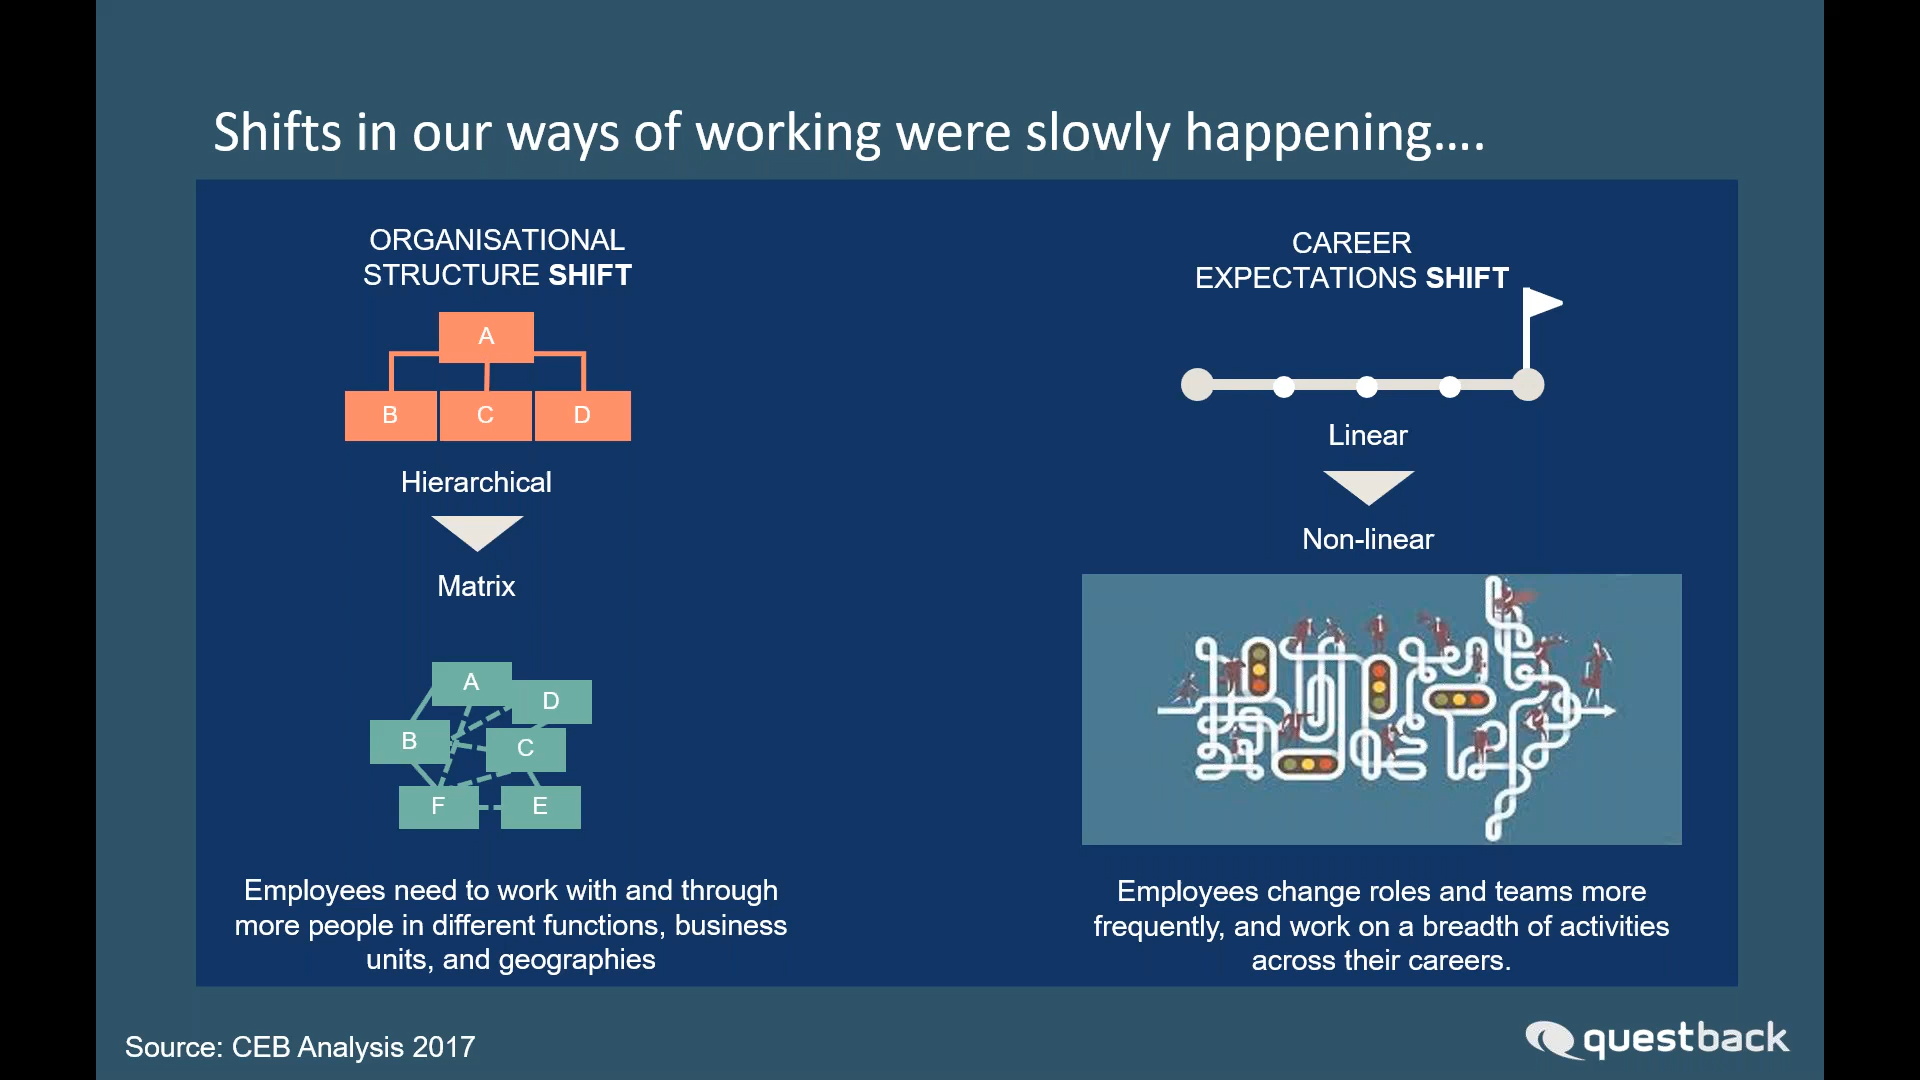 Shifts in our ways of working were slowly happening....
ORGANISATIONAL
STRUCTURE SHIFT
A
B C D
Hierarchical
Matrix
A
D
B
C
F
E
Employees need to work with and through
more people in different functions, business
units, and geographies
CAREER
EXPECTATIONS SHIFT
Linear
Non-linear
Employees change roles and teams more
frequently, and work on a breadth of activities
across their careers.
Source: CEB Analysis 2017
questback